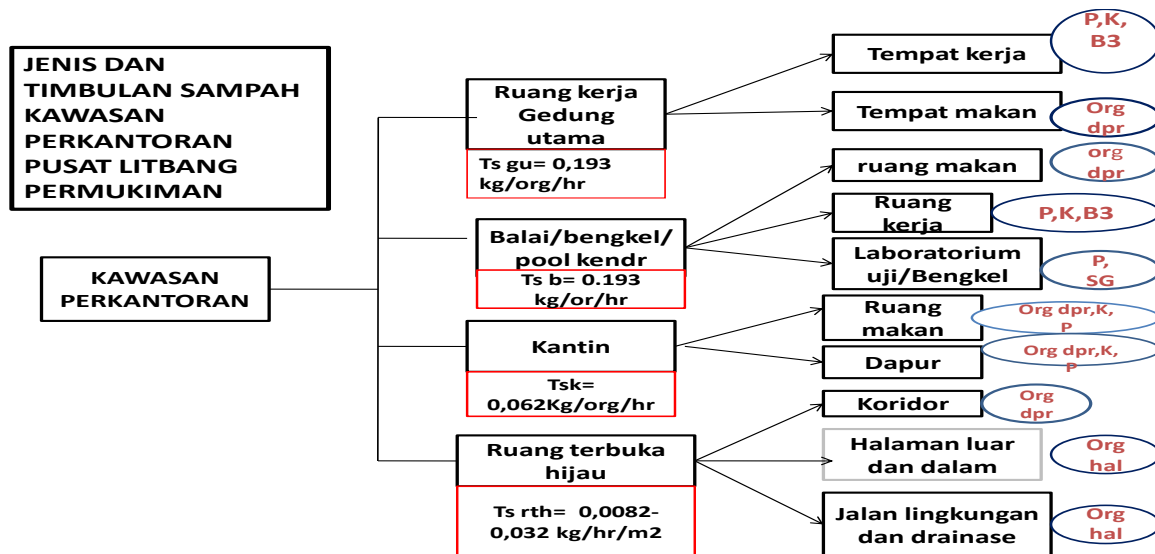 JENIS DAN
TIMBULAN SAMPAH
KAWASAN
PERKANTORAN
PUSAT LITBANG
PERMUKIMAN
KAWASAN
PERKANTORAN
Ruang kerja
Gedung
utama
Ts gu= 0,193
kg/org/hr
Balai/bengkel/
pool kendr
Ts b= 0.193
kg/or/hr
Kantin
Tsk=
0,062Kg/org/hr
Ruang terbuka
hijau
Ts rth=  0,0082-
0,032 kg/hr/m2
Tempat kerja
P,K,
B3
Tempat makan
Org
dpr
ruang makan
org
dpr
Ruang
kerja
P,K,B3
Laboratorium
uji/Bengkel
P,
SG
Ruang
makan
Org dpr,K,
P
Dapur
Org dpr,K,
P
Koridor
Org
dpr
Halaman luar
dan dalam
Org
hal
Jalan lingkungan
dan drainase
Org
hal